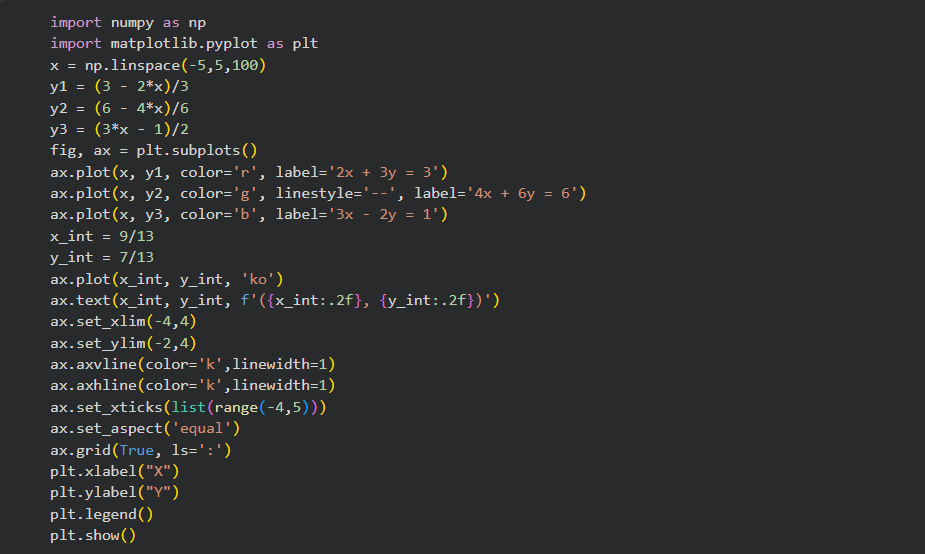 import numpy as np
import matplotlib.pyplot as plt
x = np.linspace(-5,5,100)
y1 = (3 - 2*x)/3
y2 = (6 - 4*x)/6
y3 = (3*x - 1)/2
fig, ax = plt.subplots()
ax.plot(x, y1, color='r', label='2x + 3y = 3')
ax.plot(x, y2, color='g', linestyle='--', label='4x + 6y = 6')
ax.plot(x, y3, color='b', label='3x - 2y = 1')
x_int = 9/13
y_int = 7/13
ax.plot(x_int, y_int, 'ko')
ax.text(x_int, y_int, f'({x_int:.2f}, {y_int:.2f})')
ax.set_xlim(-4,4)
ax.set_ylim(-2,4)
ax.axvline(color='k',linewidth=1)
ax.axhline(color='k',linewidth=1)
ax.set_xticks(list(range(-4,5)))
ax.set_aspect('equal')
ax.grid(True, ls=':')
plt.xlabel("X")
plt.ylabel("Y")
plt.legend()
plt.show()